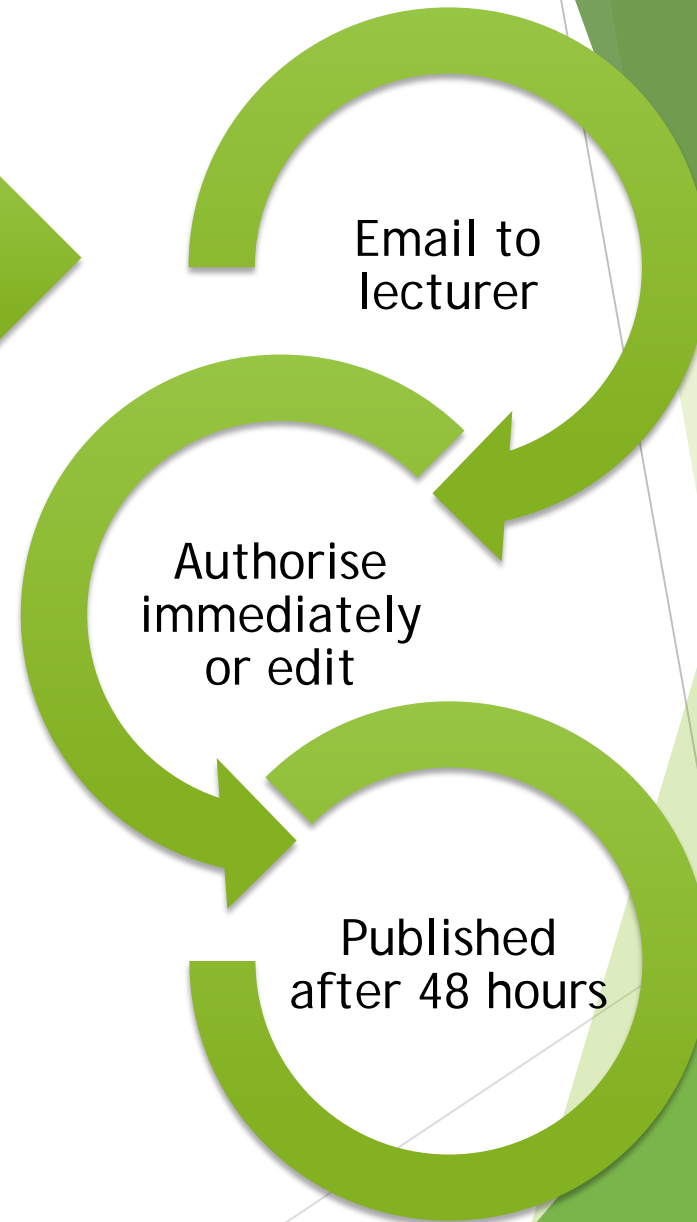 Email to
lecturer
Authorise
immediately
or edit
Published
after 48 hours